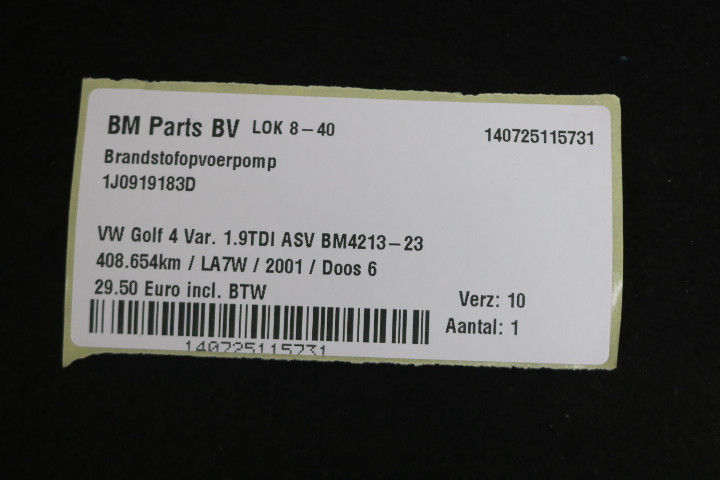 BM Parts BV LOK 8-40
140725115731
Brandstofopvoerpomp
1J0919183D
VW Golf 4 Var. 1.9TDI ASV BM4213-23
408.654km / LA7W / 2001 / Doos 6
29.50 Euro incl. BTW
Verz: 10
Aantal: 1
140725115731